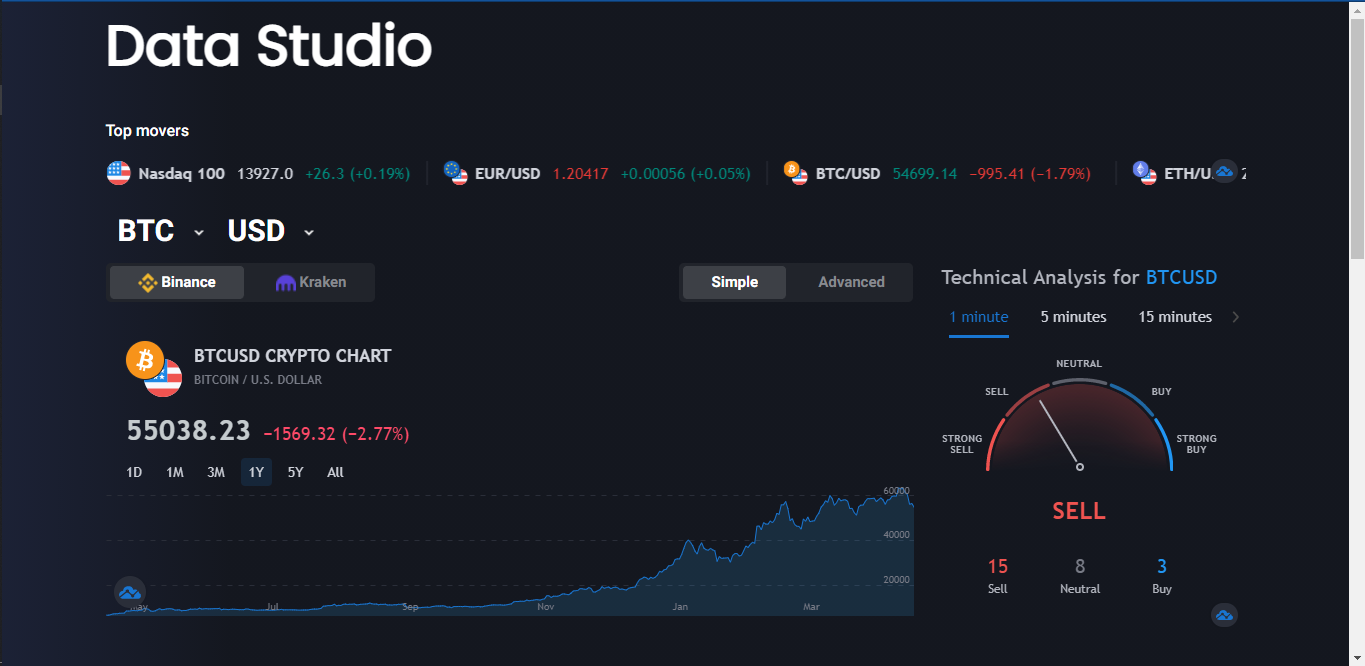 Data Studio
Top movers
Nasdaq 100 13927.0 +26.3 (+0.19%) EUR/USD 1.20417 +0.00056 (+0.05%) BTC/USD 54699.14 −995.41 (−1.79%) ETH/U
BTC USD
Binance Kraken Simple Advanced
Technical Analysis for BTCUSD
1 minute 5 minutes 15 minutes
BTCUSD CRYPTO CHART
BITCOIN / U.S. DOLLAR
55038.23 −1569.32 (−2.77%)
1D 1M 3M 1Y 5Y All
60000
40000
20000
May Jul Sep Nov Jan Mar
NEUTRAL
SELL BUY
STRONG SELL
STRONG BUY
SELL
15 8 3
Sell Neutral Buy